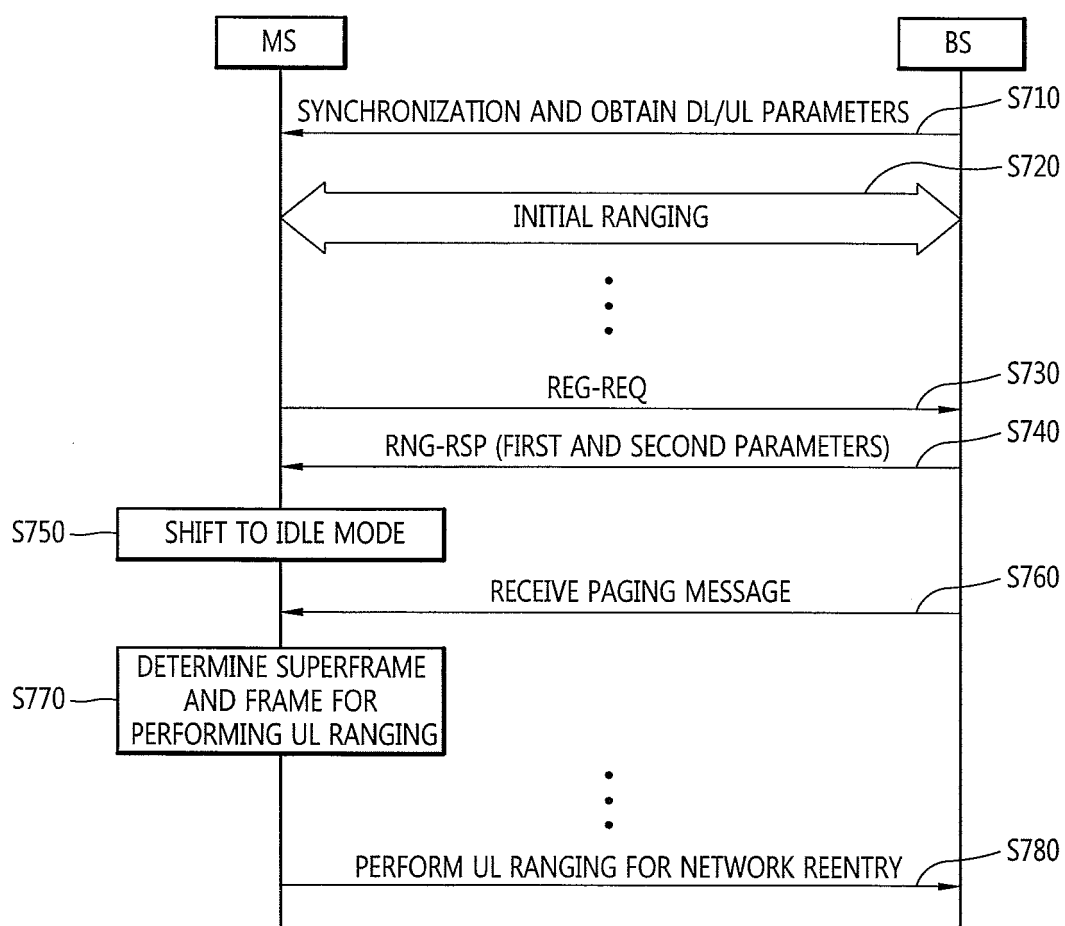 MS
BS
SYNCHRONIZATION AND OBTAIN DL/UL PARAMETERS
S710
S720
INITIAL RANGING
REG-REQ
S730
RNG-RSP (FIRST AND SECOND PARAMETERS)
S740
S750
SHIFT TO IDLE MODE
RECEIVE PAGING MESSAGE
S760
S770
DETERMINE SUPERFRAME
AND FRAME FOR
PERFORMING UL RANGING
PERFORM UL RANGING FOR NETWORK REENTRY
S780